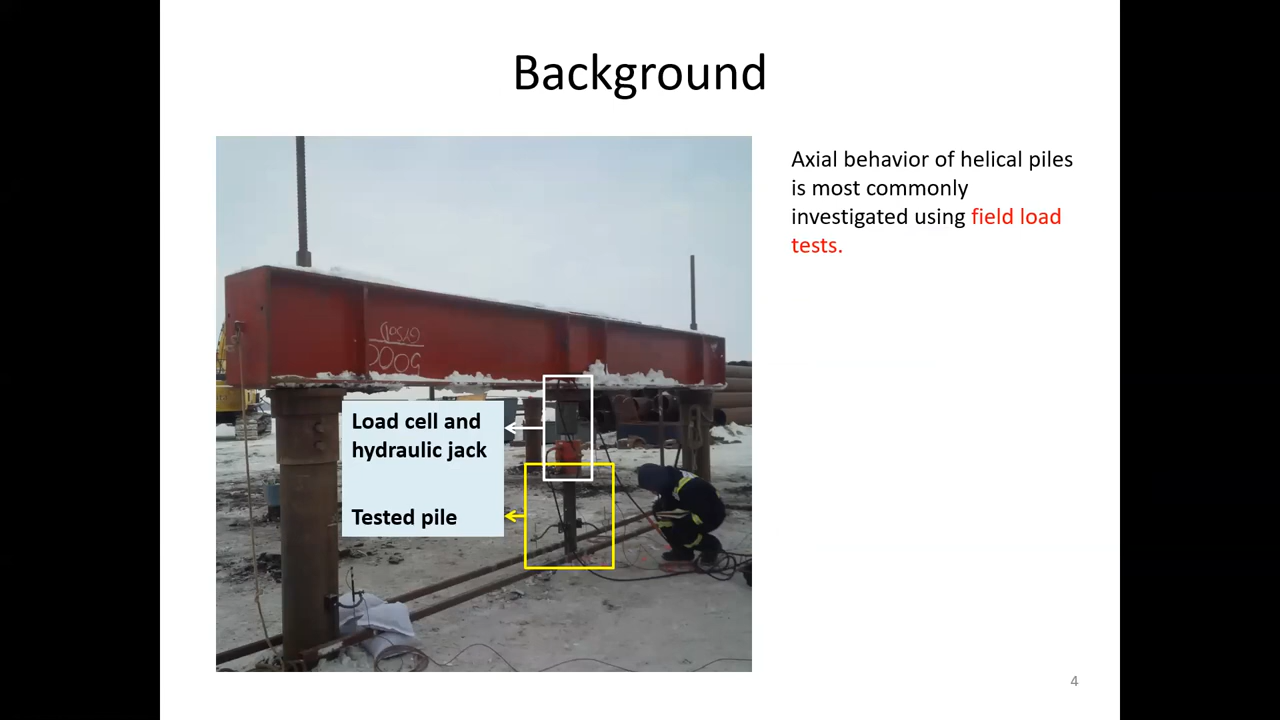 Background
Axial behavior of helical piles
is most commonly
investigated using field load
tests.
Load cell and
hydraulic jack
Tested pile
4